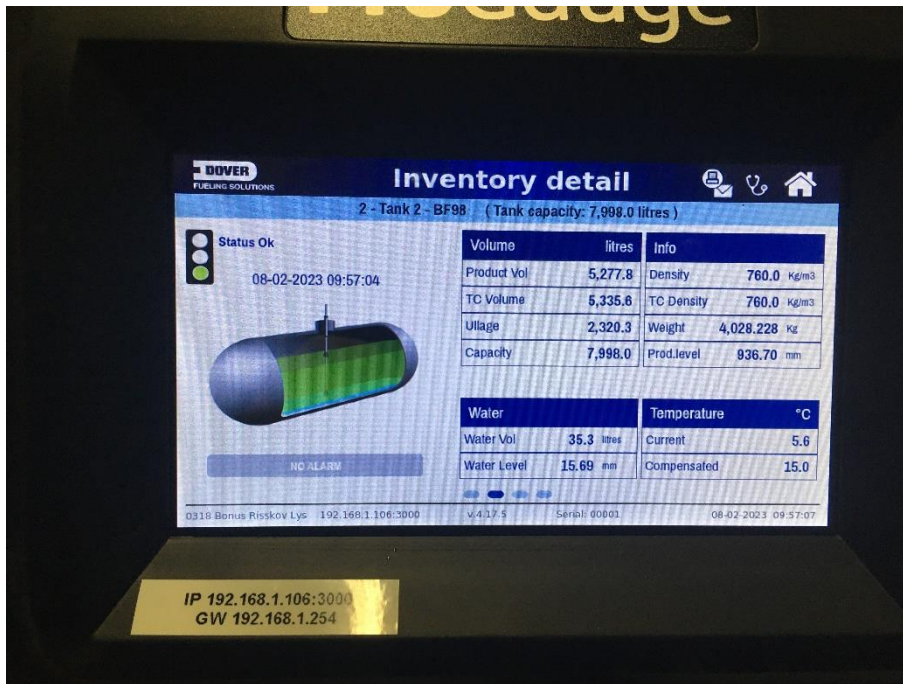 ProGauge
DOVER
FUELING SOLUTIONS
Inventory detail
2 - Tank 2 - BF98 ( Tank capacity: 7,998.0 litres )
Status Ok
08-02-2023 09:57:04
NO ALARM
Volume litres
Product Vol 5,277.8
TC Volume 5,335.6
Ullage 2,320.3
Capacity 7,998.0
Info
Density 760.0 Kg/m3
TC Density 760.0 Kg/m3
Weight 4,028.228 Kg
Prod.level 936.70 mm
Water
Water Vol 35.3 litres
Water Level 15.69 mm
Temperature °C
Current 5.6
Compensated 15.0
0318 Bonus Risskov Lys 192.168.1.106:3000 v.4.17.5 Serial: 00001 08-02-2023 09:57:07
IP 192.168.1.106:3000
GW 192.168.1.254